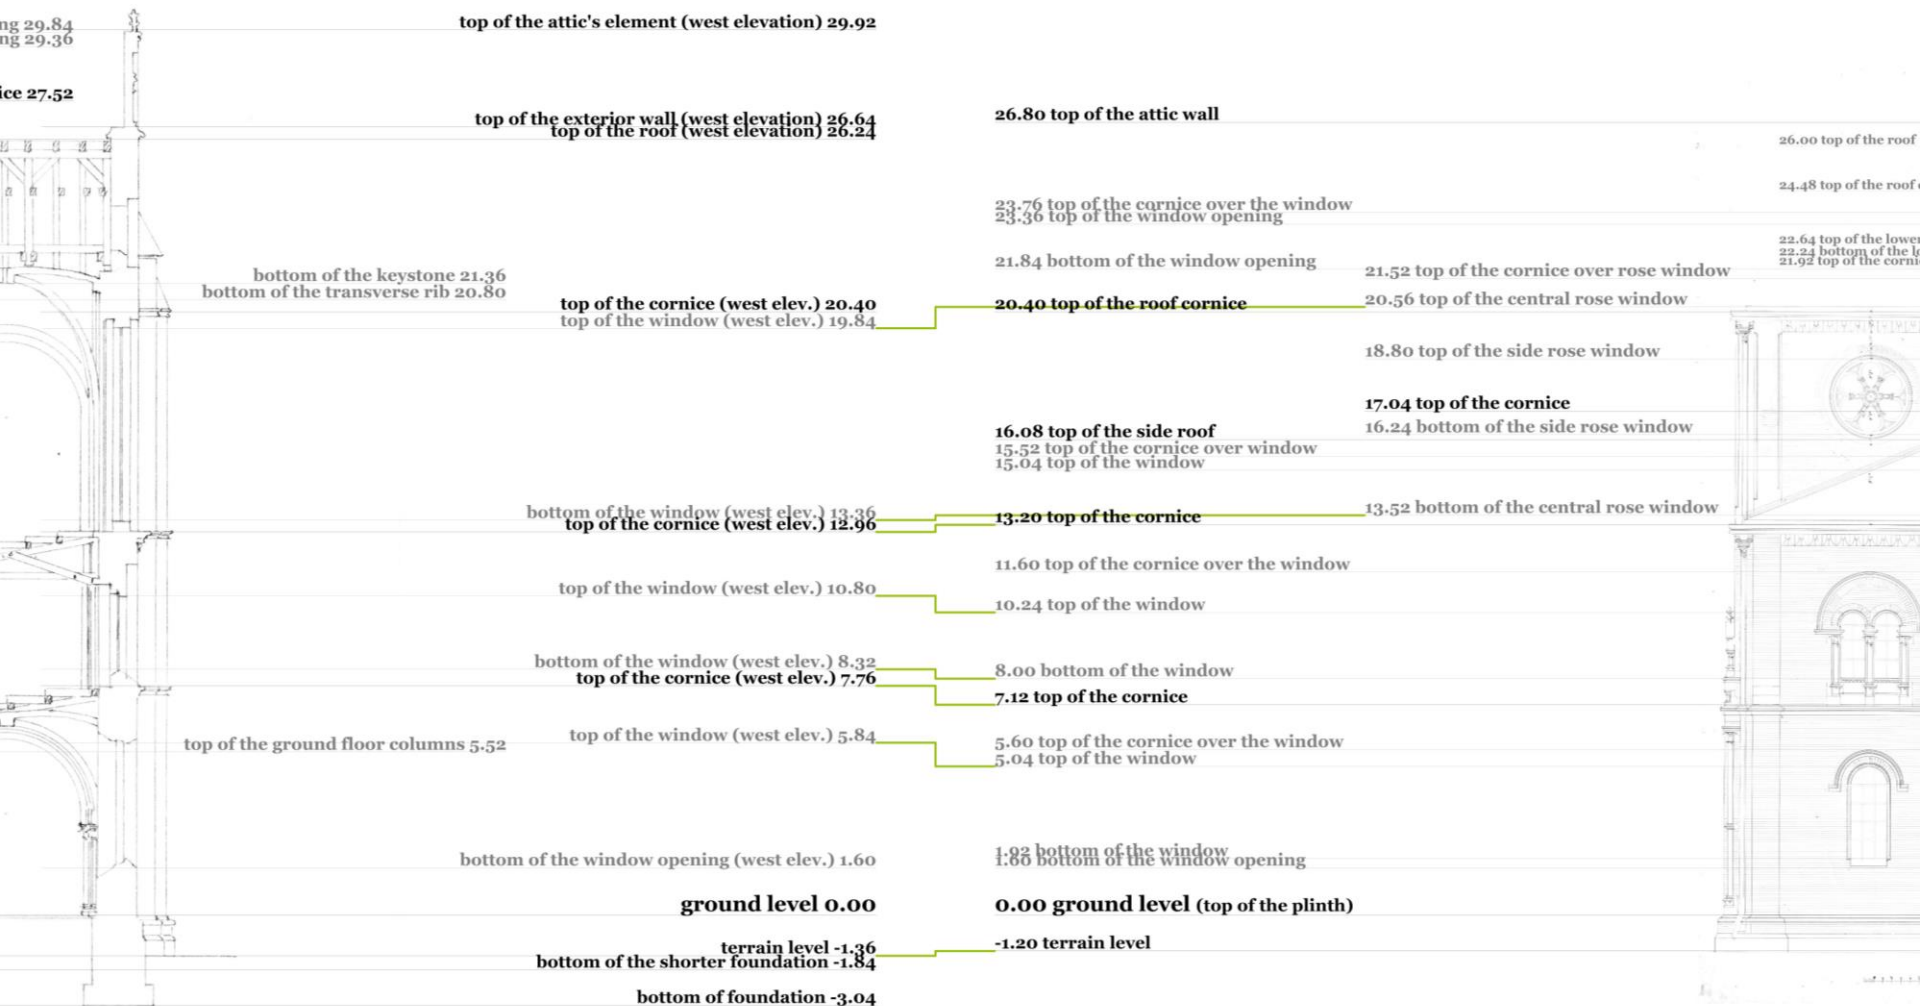 ng 29.84
ng 29.36
ice 27.52
bottom of the keystone 21.36
bottom of the transverse rib 20.80
top of the ground floor columns 5.52
top of the attic's element (west elevation) 29.92
top of the exterior wall (west elevation) 26.64
top of the roof (west elevation) 26.24
top of the cornice (west elev.) 20.40
top of the window (west elev.) 19.84
bottom of the window (west elev.) 13.36
top of the cornice (west elev.) 12.96
top of the window (west elev.) 10.80
bottom of the window (west elev.) 8.32
top of the cornice (west elev.) 7.76
top of the window (west elev.) 5.84
bottom of the window opening (west elev.) 1.60
ground level 0.00
terrain level -1.36
bottom of the shorter foundation -1.84
bottom of foundation -3.04
26.80 top of the attic wall
23.76 top of the cornice over the window
23.36 top of the window opening
21.84 bottom of the window opening
20.40 top of the roof cornice
16.08 top of the side roof
15.52 top of the cornice over window
15.04 top of the window
13.20 top of the cornice
11.60 top of the cornice over the window
10.24 top of the window
8.00 bottom of the window
7.12 top of the cornice
5.60 top of the cornice over the window
5.04 top of the window
1.92 bottom of the window
1.60 bottom of the window opening
0.00 ground level (top of the plinth)
-1.20 terrain level
21.52 top of the cornice over rose window
20.56 top of the central rose window
18.80 top of the side rose window
17.04 top of the cornice
16.24 bottom of the side rose window
13.52 bottom of the central rose window
26.00 top of the roof
24.48 top of the roof
22.64 top of the lower
22.24 bottom of the lo
21.92 top of the corni